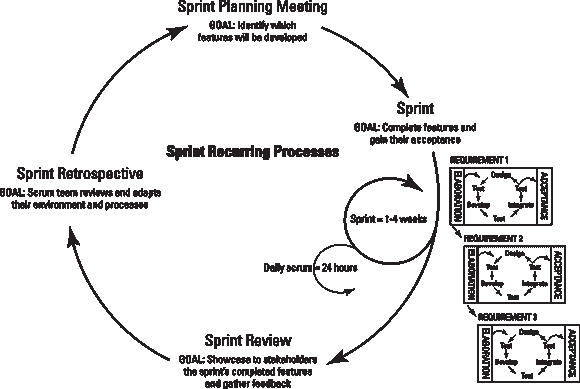 Sprint Planning Meeting
GOAL: Identify which
features will be developed
Sprint
GOAL: Complete features and
gain their acceptance
Sprint Recurring Processes
Sprint Retrospective
GOAL: Scrum team reviews and adapts
their environment and processes
Sprint = 1-4 weeks
Daily scrum = 24 hours
Sprint Review
GOAL: Showcase to stakeholders
the sprint's completed features
and gather feedback
REQUIREMENT 1
ELABORATION
Design
Test
Test
Develop
Integrate
Test
ACCEPTANCE
REQUIREMENT 2
ELABORATION
Design
Test
Test
Develop
Integrate
Test
ACCEPTANCE
REQUIREMENT 3
ELABORATION
Design
Test
Test
Develop
Integrate
Test
ACCEPTANCE